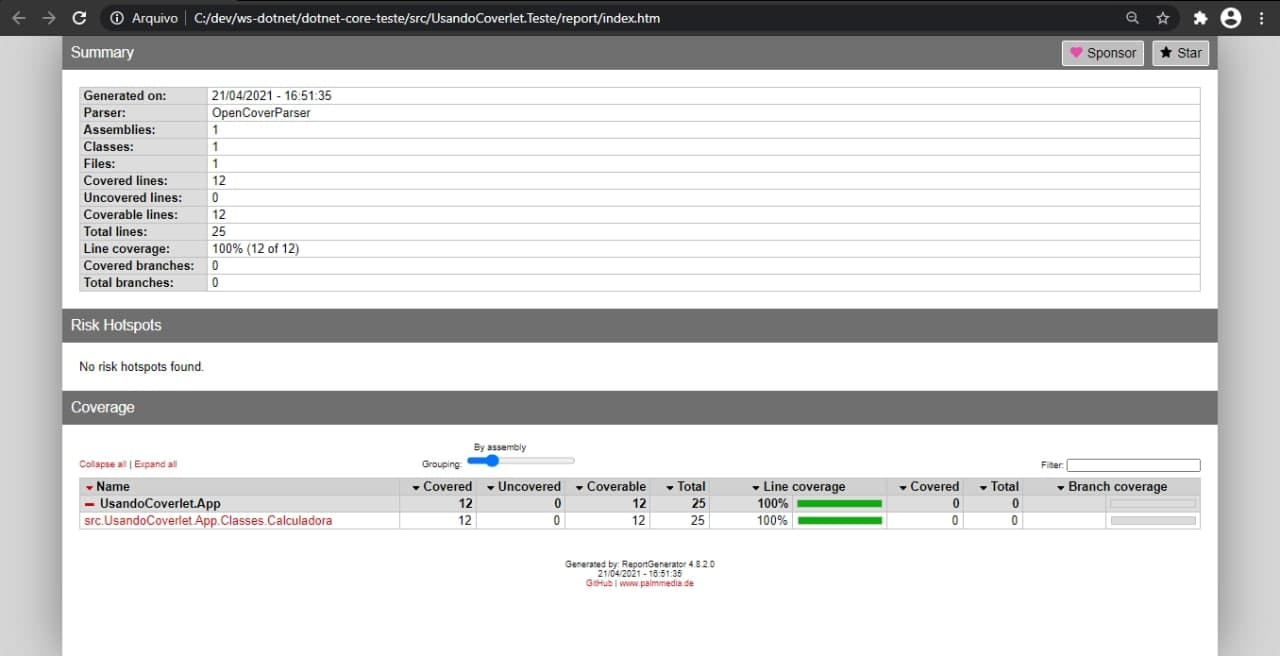 Arquivo | C:/dev/ws-dotnet/dotnet-core-teste/src/UsandoCoverlet.Teste/report/index.htm
Summary Sponsor Star
Generated on: 21/04/2021 - 16:51:35
Parser: OpenCoverParser
Assemblies: 1
Classes: 1
Files: 1
Covered lines: 12
Uncovered lines: 0
Coverable lines: 12
Total lines: 25
Line coverage: 100% (12 of 12)
Covered branches: 0
Total branches: 0
Risk Hotspots
No risk hotspots found.
Coverage
By assembly
Collapse all | Expand all Grouping: Filter:
Name Covered Uncovered Coverable Total Line coverage Covered Total Branch coverage
UsandoCoverlet.App 12 0 12 25 100% 0 0
src.UsandoCoverlet.App.Classes.Calculadora 12 0 12 25 100% 0 0
Generated by: ReportGenerator 4.8.2.0
21/04/2021 - 16:51:35
GitHub | www.palmmedia.de